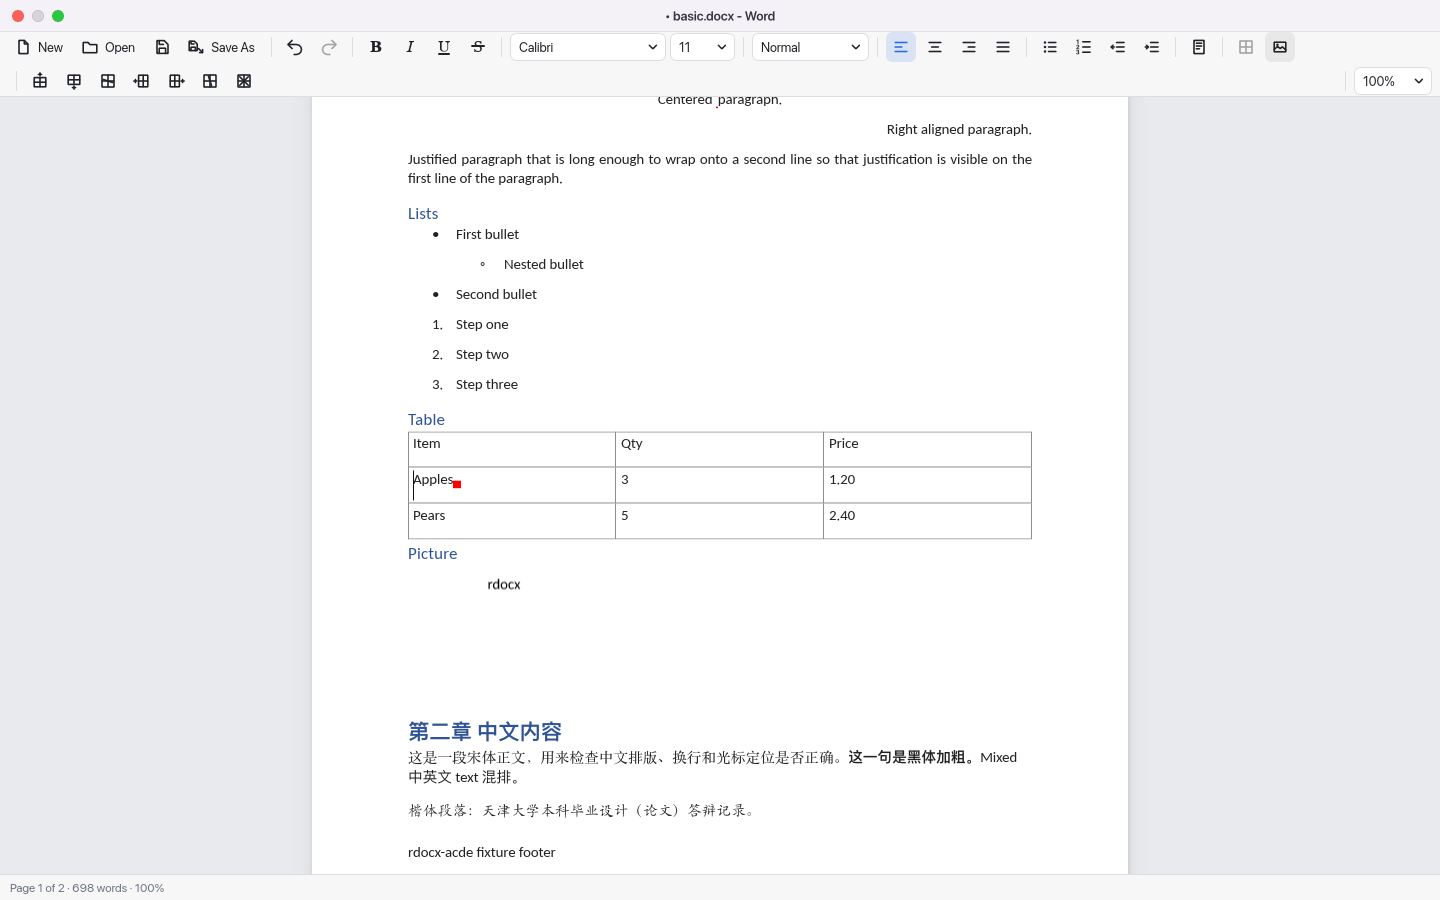 • basic.docx - Word
New Open Save As B I U S Calibri 11 Normal
100%
Centered paragraph.
Right aligned paragraph.
Justified paragraph that is long enough to wrap onto a second line so that justification is visible on the
first line of the paragraph.
Lists
• First bullet
◦ Nested bullet
• Second bullet
1. Step one
2. Step two
3. Step three
Table
Item Qty Price
Apples 3 1.20
Pears 5 2.40
Picture
rdocx
第二章 中文内容
这是一段宋体正文，用来检查中文排版、换行和光标定位是否正确。这一句是黑体加粗。Mixed
中英文 text 混排。
楷体段落：天津大学本科毕业设计（论文）答辩记录。
rdocx-acde fixture footer
Page 1 of 2 · 698 words · 100%